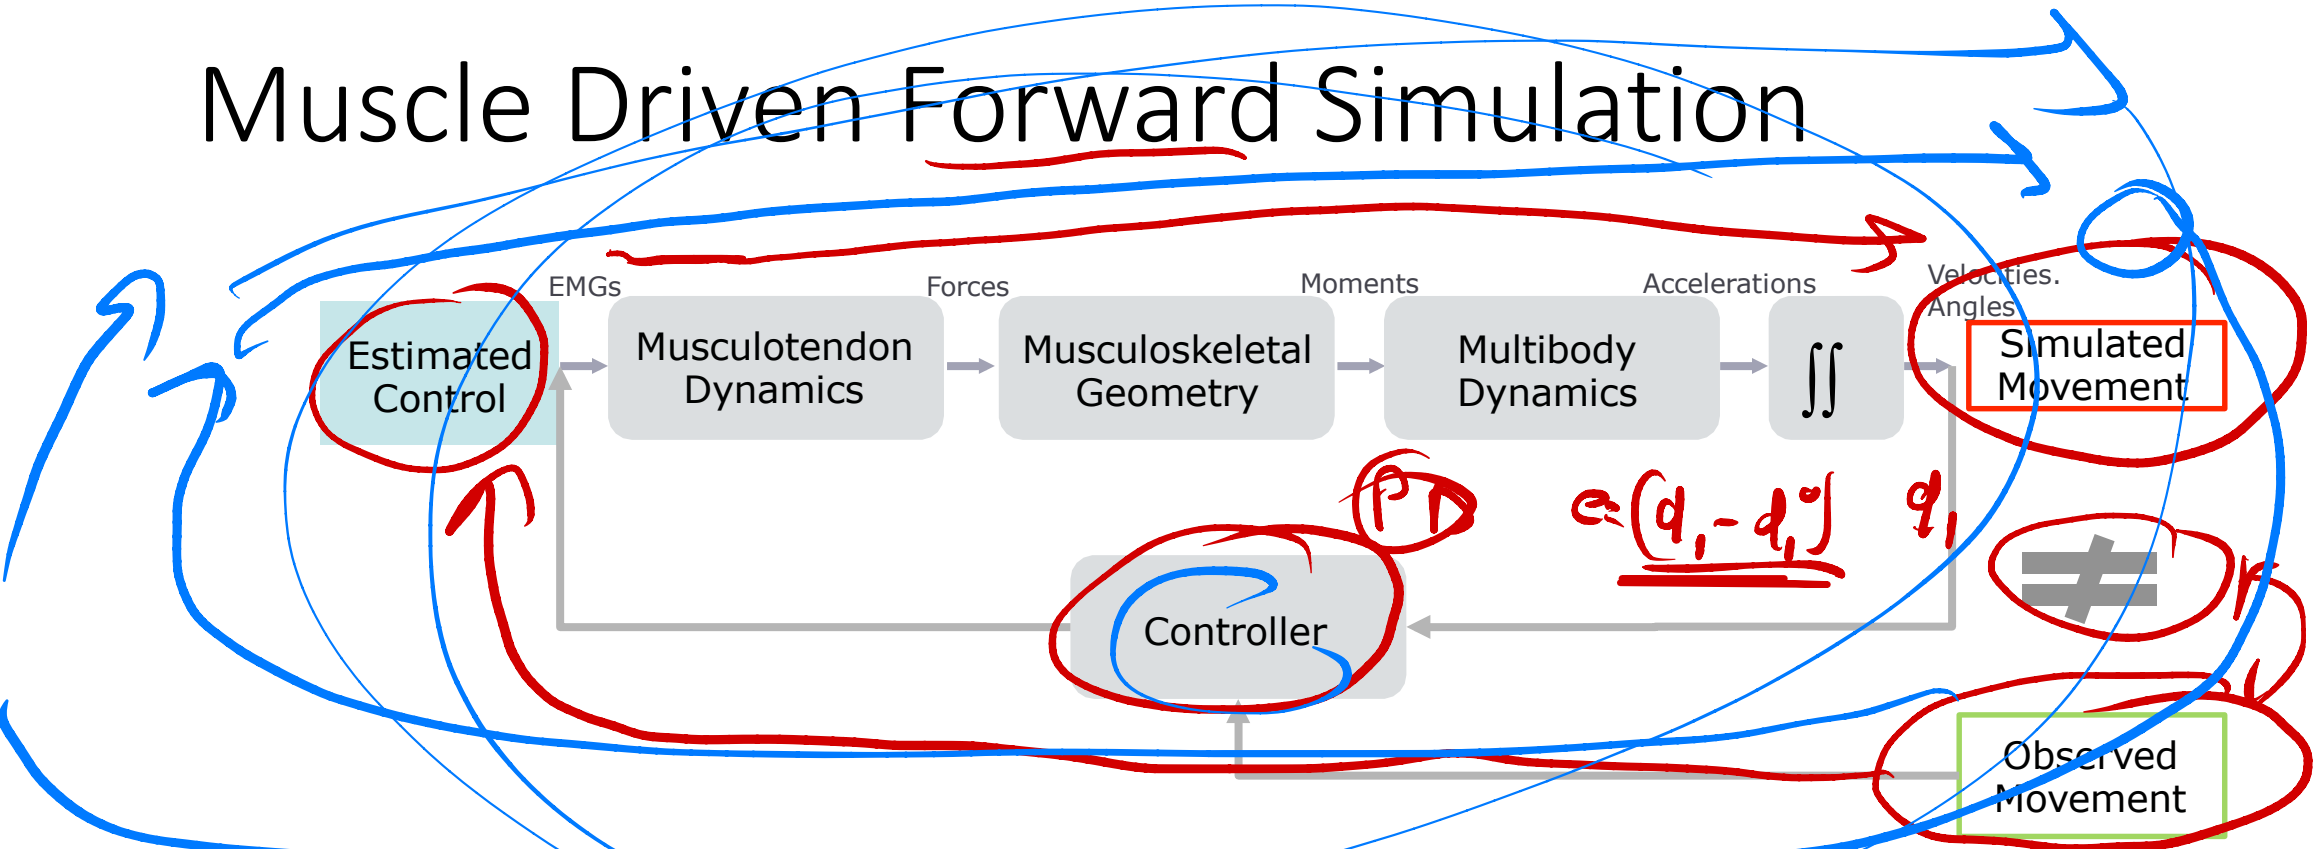 Muscle Driven Forward Simulation
EMGs
Forces
Moments
Accelerations
Velocities.
Angles
Estimated
Control
Musculotendon
Dynamics
Musculoskeletal
Geometry
Multibody
Dynamics
∬
Simulated
Movement
PD
q₁
≠
Controller
Observed
Movement